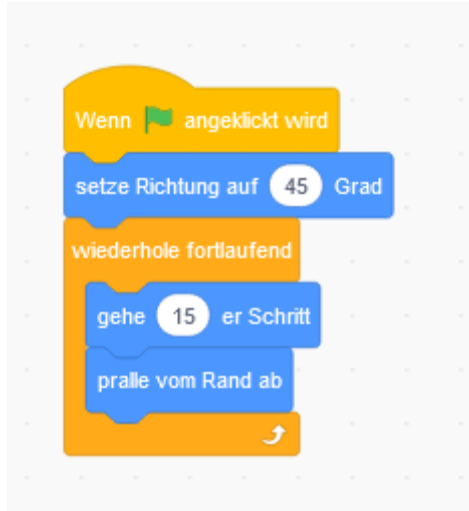 Wenn angeklickt wird
setze Richtung auf 45 Grad
wiederhole fortlaufend
gehe 15 er Schritt
pralle vom Rand ab